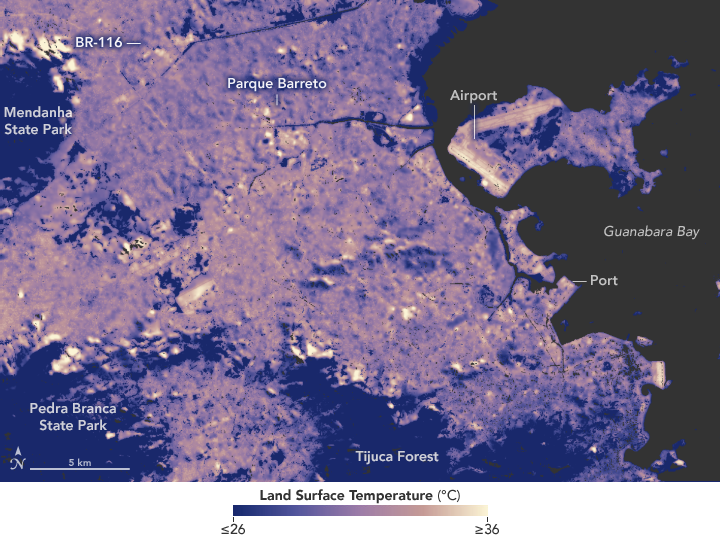 BR-116
Parque Barreto
Airport
Mendanha
State Park
Guanabara Bay
Port
Pedra Branca
State Park
Tijuca Forest
N
5 km
Land Surface Temperature (°C)
≤26
≥36